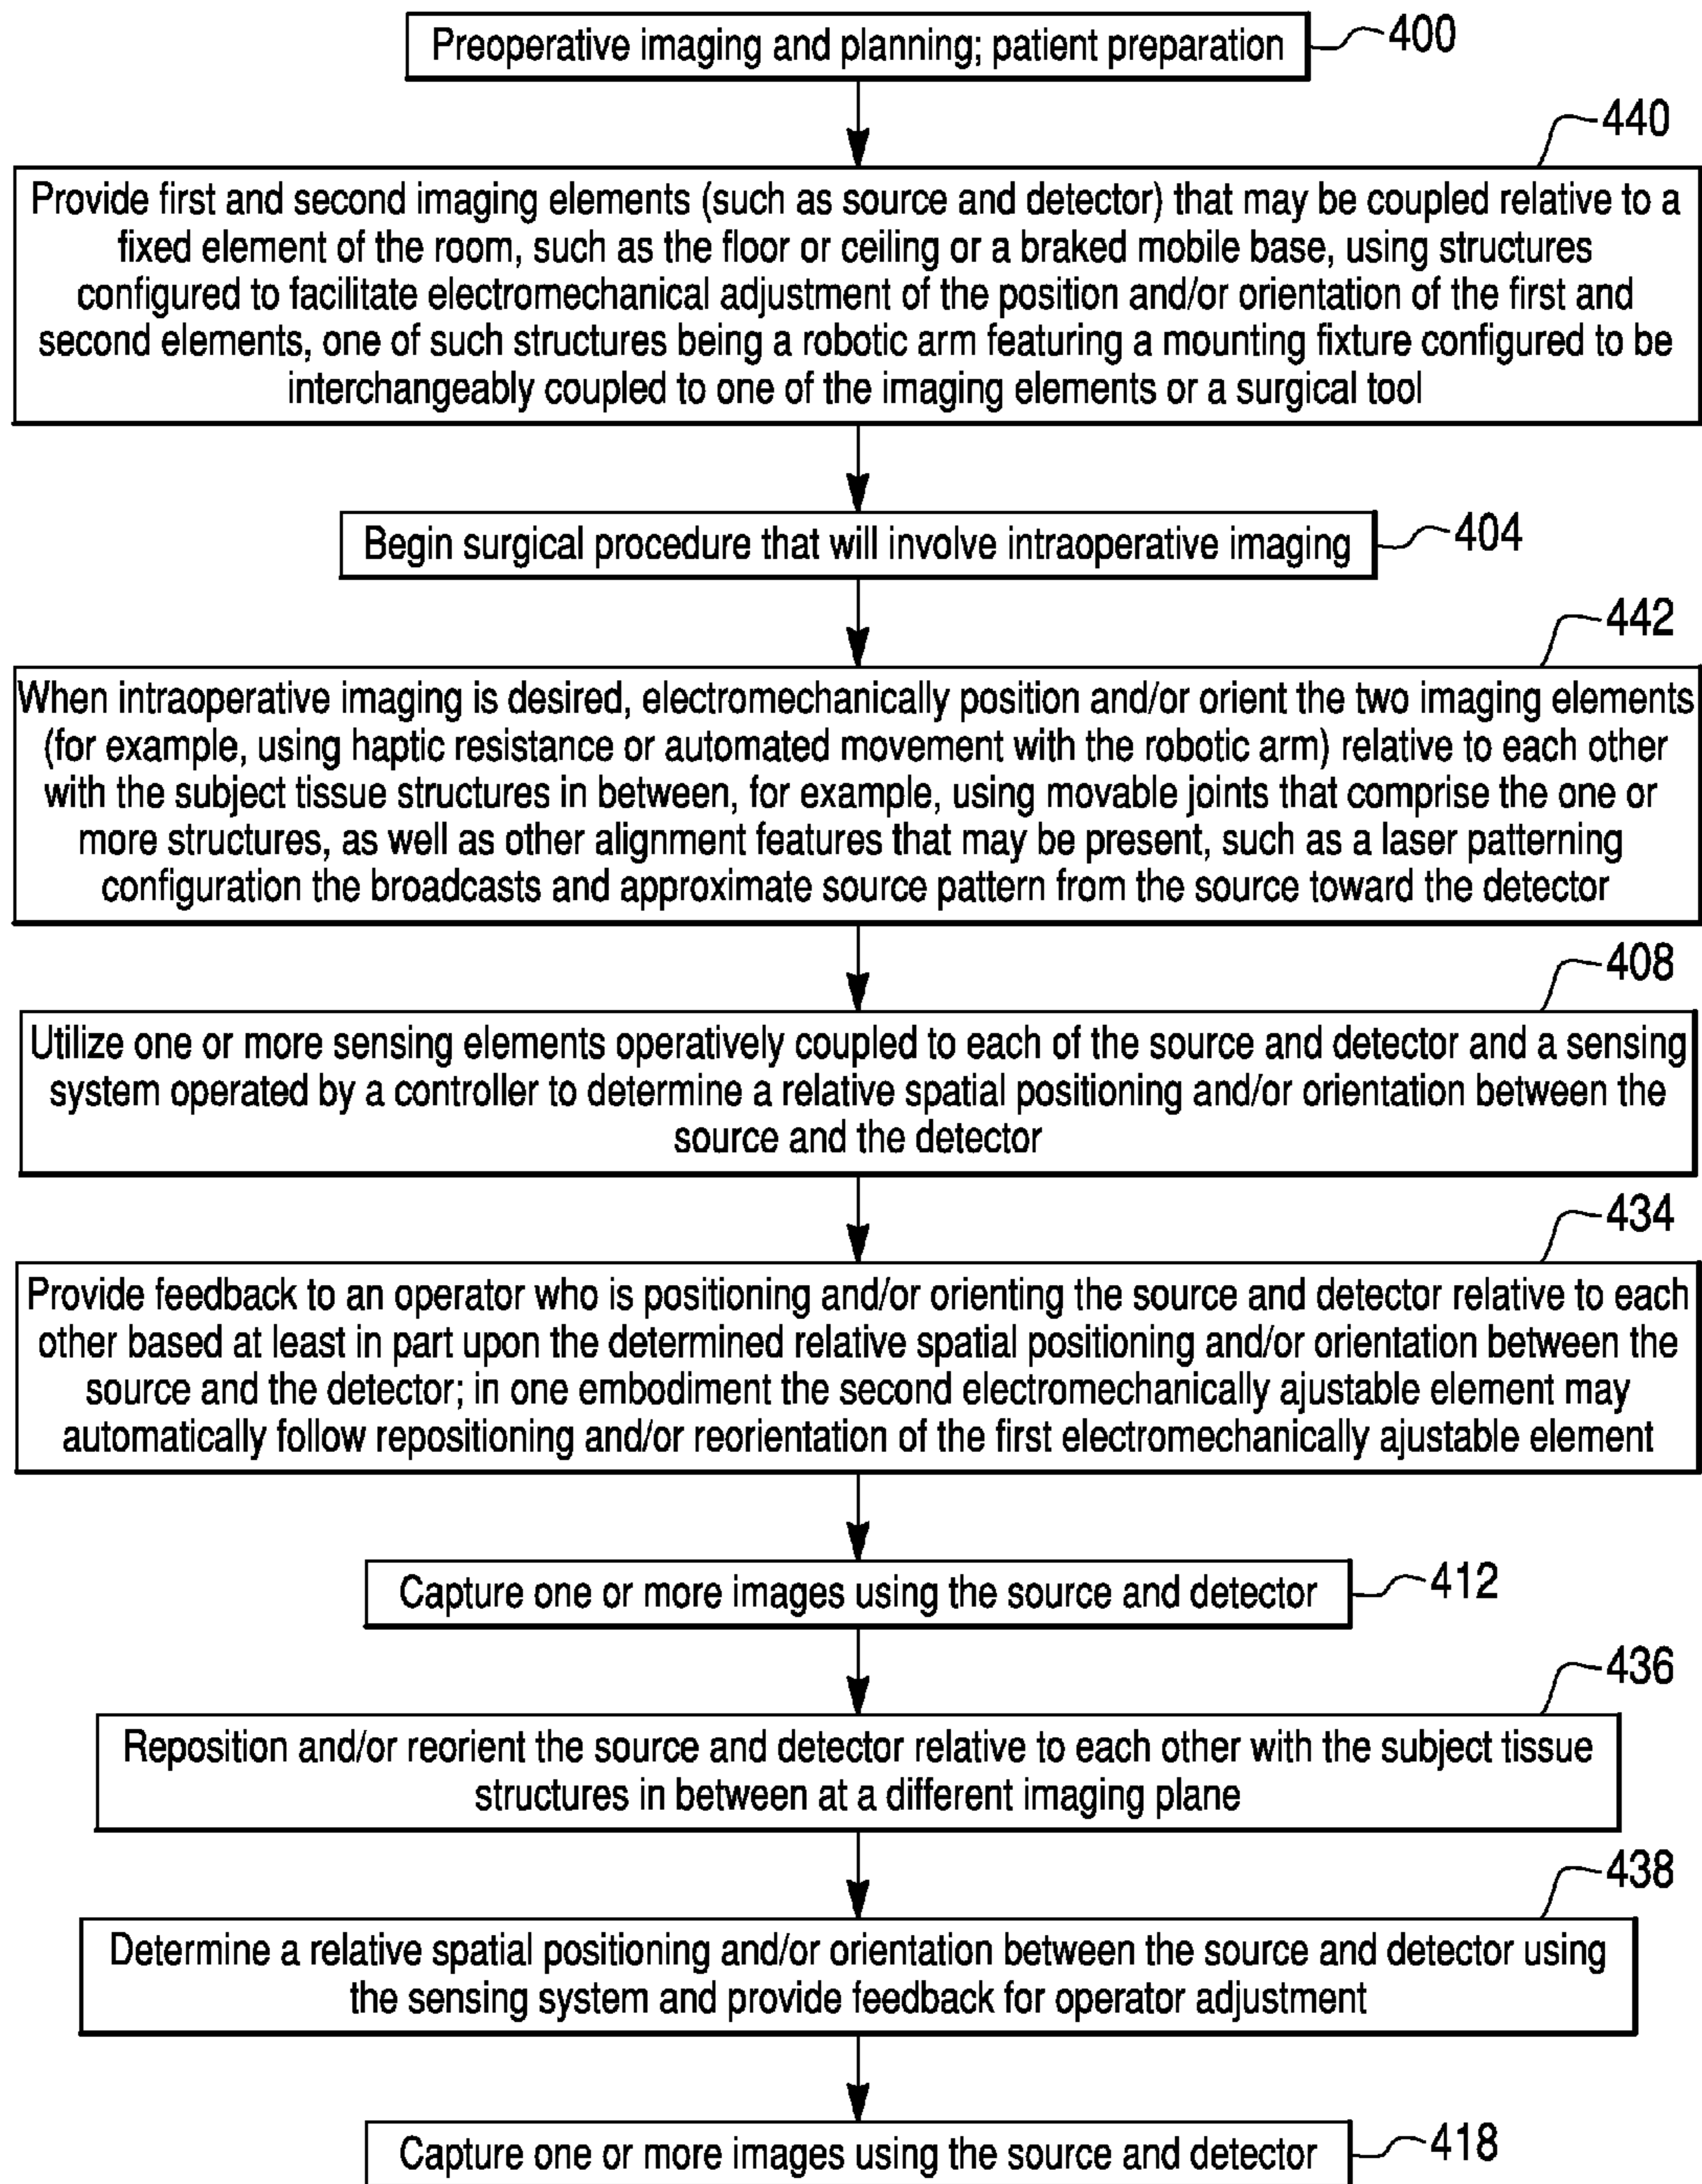 Preoperative imaging and planning; patient preparation
400
440
Provide first and second imaging elements (such as source and detector) that may be coupled relative to a
fixed element of the room, such as the floor or ceiling or a braked mobile base, using structures
configured to facilitate electromechanical adjustment of the position and/or orientation of the first and
second elements, one of such structures being a robotic arm featuring a mounting fixture configured to be
interchangeably coupled to one of the imaging elements or a surgical tool
Begin surgical procedure that will involve intraoperative imaging
404
442
When intraoperative imaging is desired, electromechanically position and/or orient the two imaging elements
(for example, using haptic resistance or automated movement with the robotic arm) relative to each other
with the subject tissue structures in between, for example, using movable joints that comprise the one or
more structures, as well as other alignment features that may be present, such as a laser patterning
configuration the broadcasts and approximate source pattern from the source toward the detector
408
Utilize one or more sensing elements operatively coupled to each of the source and detector and a sensing
system operated by a controller to determine a relative spatial positioning and/or orientation between the
source and the detector
434
Provide feedback to an operator who is positioning and/or orienting the source and detector relative to each
other based at least in part upon the determined relative spatial positioning and/or orientation between the
source and the detector; in one embodiment the second electromechanically ajustable element may
automatically follow repositioning and/or reorientation of the first electromechanically ajustable element
Capture one or more images using the source and detector
412
436
Reposition and/or reorient the source and detector relative to each other with the subject tissue
structures in between at a different imaging plane
438
Determine a relative spatial positioning and/or orientation between the source and detector using
the sensing system and provide feedback for operator adjustment
Capture one or more images using the source and detector
418